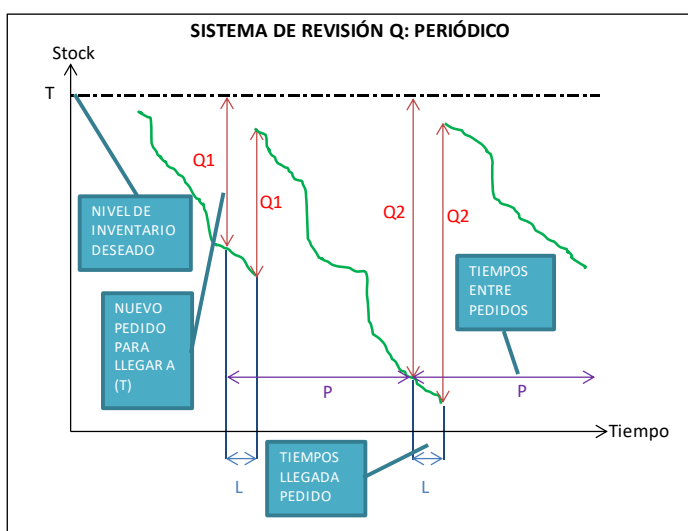 SISTEMA DE REVISIÓN Q: PERIÓDICO
Stock
T
Q1
Q1
Q2
Q2
NIVEL DE
INVENTARIO
DESEADO
NUEVO
PEDIDO
PARA
LLEGAR A
(T)
TIEMPOS
ENTRE
PEDIDOS
P
P
Tiempo
TIEMPOS
LLEGADA
PEDIDO
L
L